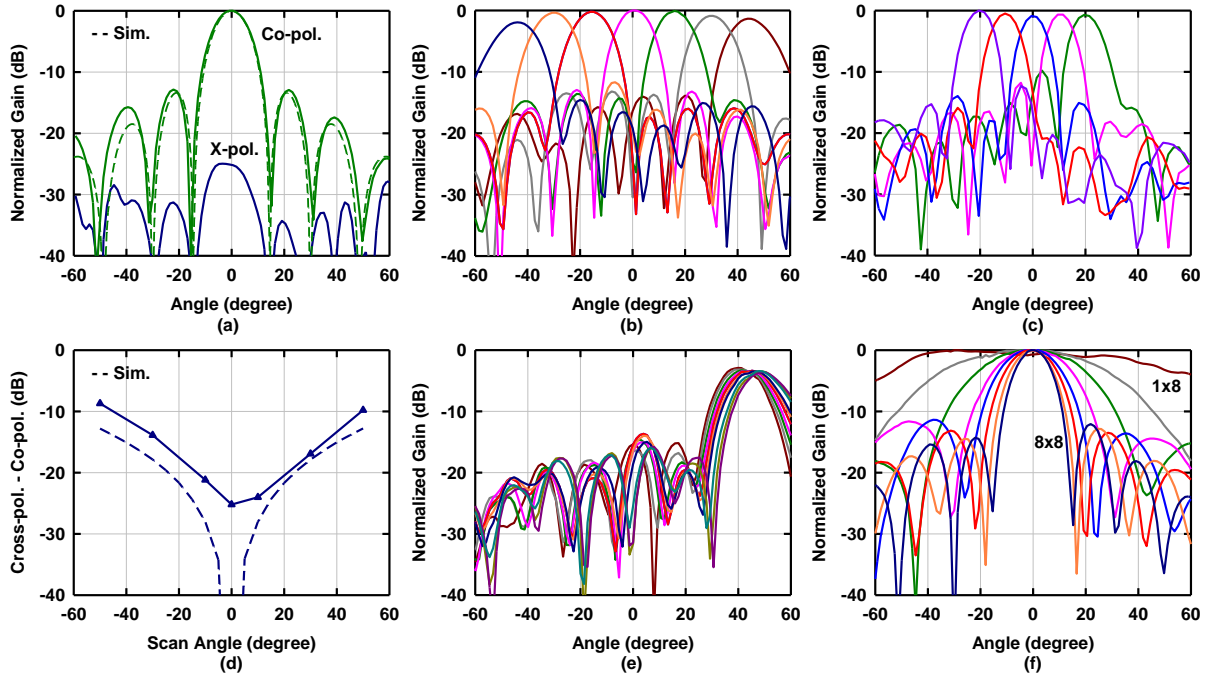 0
-10
-20
-30
-40
-60 -40 -20 0 20 40 60
Normalized Gain (dB)
-- Sim.
Co-pol.
X-pol.
Angle (degree)
(a)
0
-10
-20
-30
-40
-60 -40 -20 0 20 40 60
Normalized Gain (dB)
Angle (degree)
(b)
0
-10
-20
-30
-40
-60 -40 -20 0 20 40 60
Normalized Gain (dB)
Angle (degree)
(c)
0
-10
-20
-30
-40
-60 -40 -20 0 20 40 60
Cross-pol. - Co-pol. (dB)
-- Sim.
Scan Angle (degree)
(d)
0
-10
-20
-30
-40
-60 -40 -20 0 20 40 60
Normalized Gain (dB)
Angle (degree)
(e)
0
-10
-20
-30
-40
-60 -40 -20 0 20 40 60
Normalized Gain (dB)
1x8
8x8
Angle (degree)
(f)